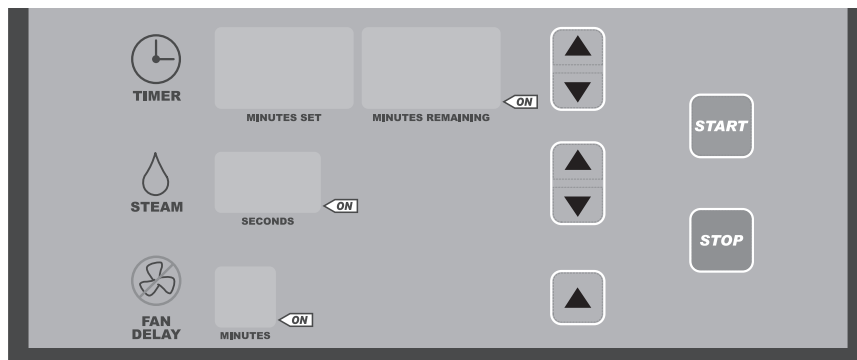 TIMER
MINUTES SET
MINUTES REMAINING
ON
START
STEAM
SECONDS
ON
STOP
FAN
DELAY
MINUTES
ON